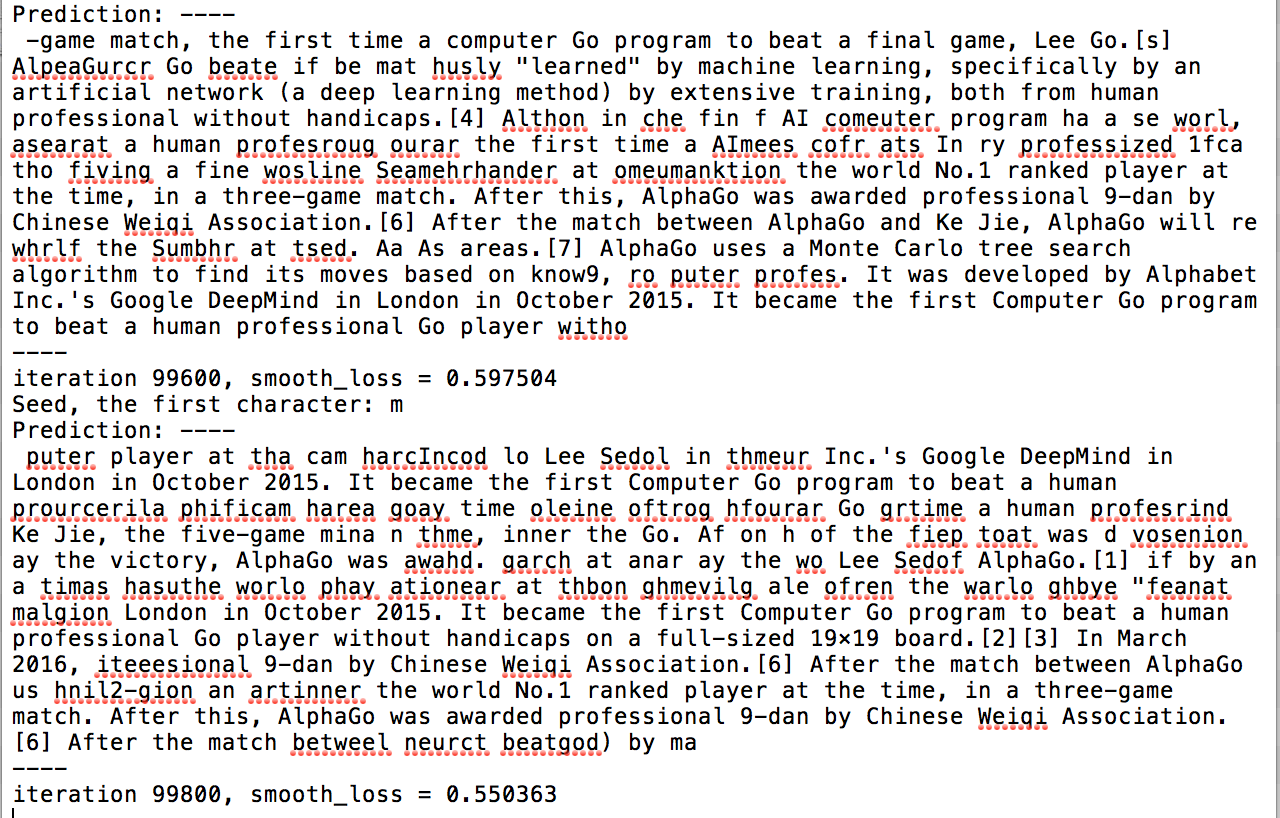 Prediction: ----
-game match, the first time a computer Go program to beat a final game, Lee Go.[s]
AlpeaGurcr Go beate if be mat husly "learned" by machine learning, specifically by an
artificial network (a deep learning method) by extensive training, both from human
professional without handicaps.[4] Althon in che fin f AI comeuter program ha a se worl,
asearat a human profesroug ourar the first time a AImees cofr ats In ry professized 1fca
tho fiving a fine wosline Seamehrhander at omeumanktion the world No.1 ranked player at
the time, in a three-game match. After this, AlphaGo was awarded professional 9-dan by
Chinese Weiqi Association.[6] After the match between AlphaGo and Ke Jie, AlphaGo will re
whrlf the Sumbhr at tsed. Aa As areas.[7] AlphaGo uses a Monte Carlo tree search
algorithm to find its moves based on know9, ro puter profes. It was developed by Alphabet
Inc.'s Google DeepMind in London in October 2015. It became the first Computer Go program
to beat a human professional Go player witho
----
iteration 99600, smooth_loss = 0.597504
Seed, the first character: m
Prediction: ----
puter player at tha cam harcIncod lo Lee Sedol in thmeur Inc.'s Google DeepMind in
London in October 2015. It became the first Computer Go program to beat a human
prourcerila phificam harea goay time oleine oftrog hfourar Go grtime a human profesrind
Ke Jie, the five-game mina n thme, inner the Go. Af on h of the fiep toat was d vosenion
ay the victory, AlphaGo was awahd. garch at anar ay the wo Lee Sedof AlphaGo.[1] if by an
a timas hasuthe worlo phay ationear at thbon ghmevilg ale ofren the warlo ghbye "feanat
malgion London in October 2015. It became the first Computer Go program to beat a human
professional Go player without handicaps on a full-sized 19×19 board.[2][3] In March
2016, iteeesional 9-dan by Chinese Weiqi Association.[6] After the match between AlphaGo
us hnil2-gion an artinner the world No.1 ranked player at the time, in a three-game
match. After this, AlphaGo was awarded professional 9-dan by Chinese Weiqi Association.
[6] After the match betweel neurct beatgod) by ma
----
iteration 99800, smooth_loss = 0.550363